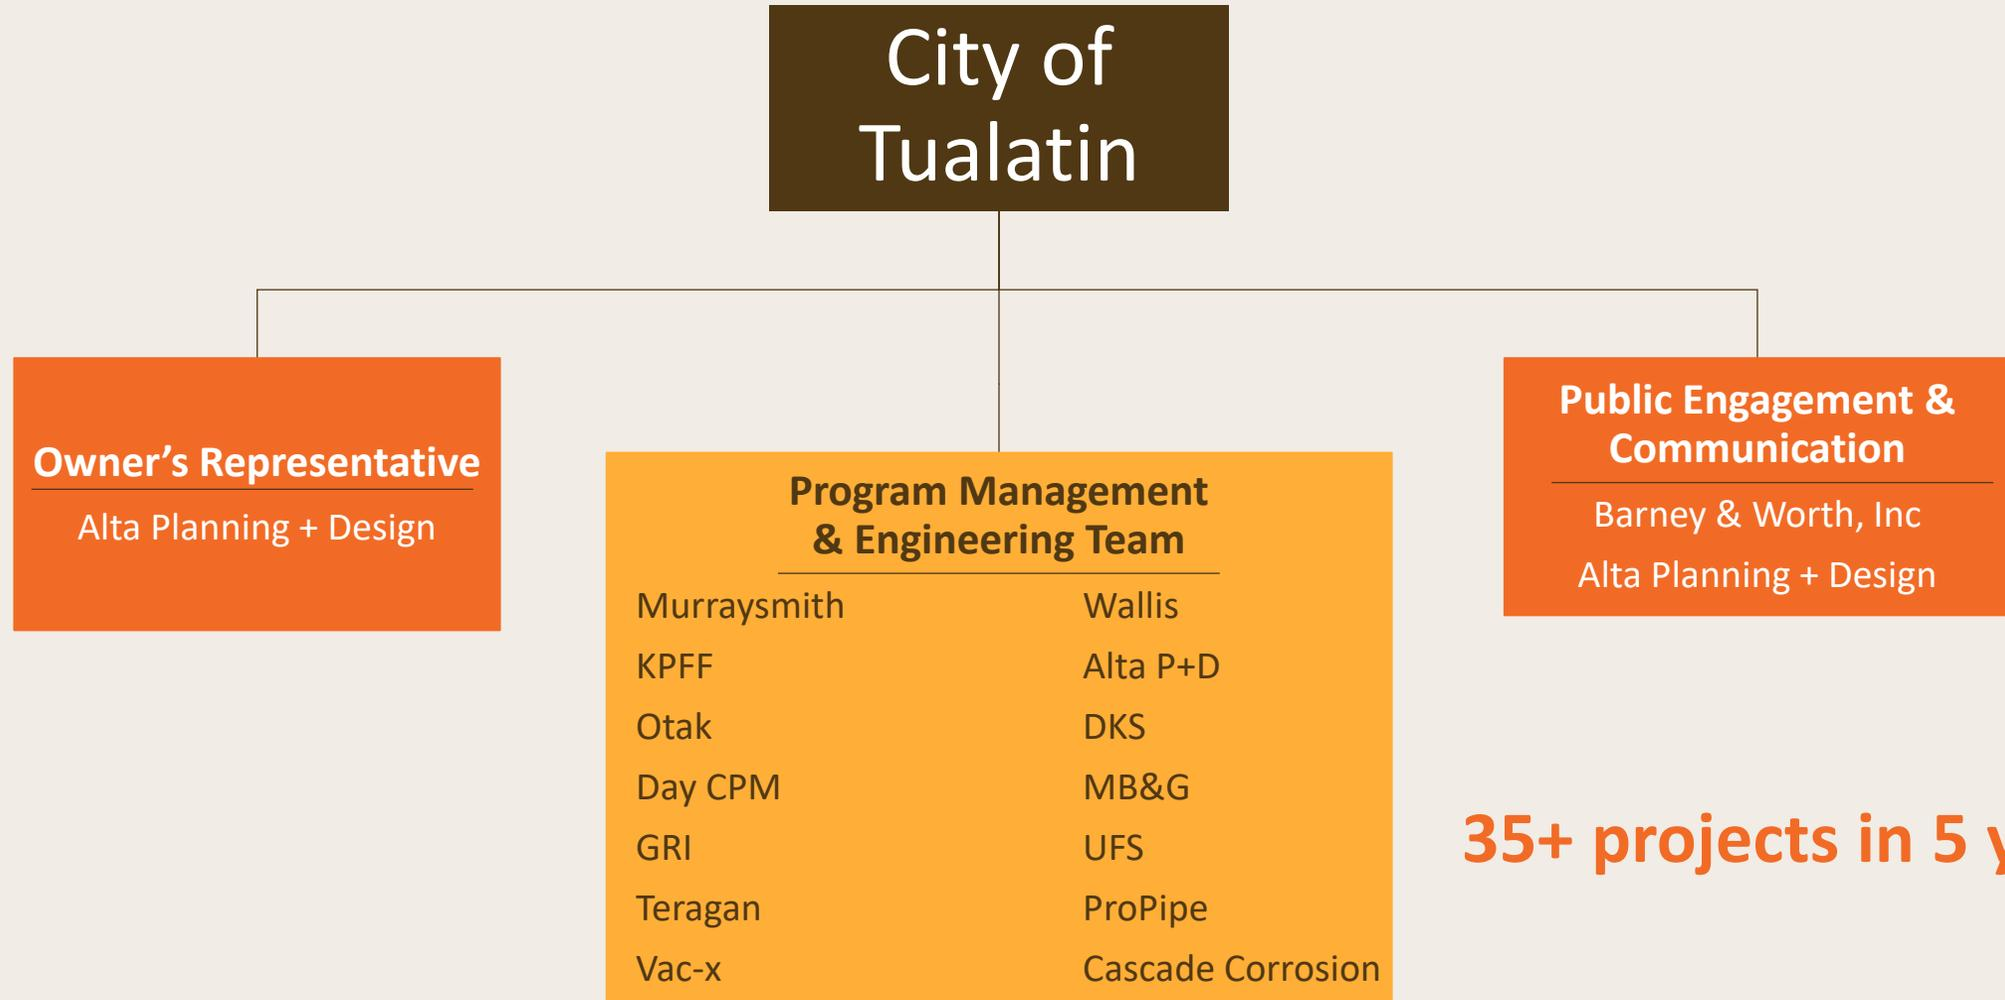 City of
Tualatin
Owner’s Representative
Alta Planning + Design
Program Management
& Engineering Team
Murraysmith
KPFF
Otak
Day CPM
GRI
Teragan
Vac-x
Wallis
Alta P+D
DKS
MB&G
UFS
ProPipe
Cascade Corrosion
Public Engagement &
Communication
Barney & Worth, Inc
Alta Planning + Design
35+ projects in 5